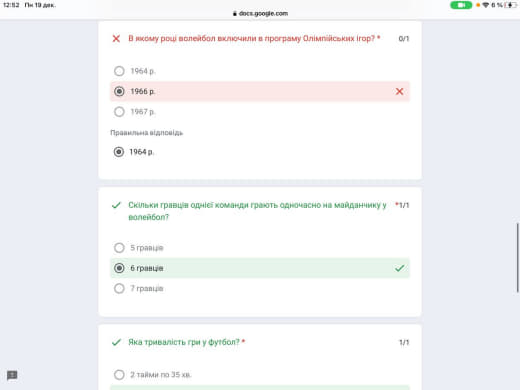 12:52 Пн 19 дек.
6 %
docs.google.com
В якому році волейбол включили в програму Олімпійських ігор? * 0/1
1964 р.
1966 р.
1967 р.
Правильна відповідь
1964 р.
Скільки гравців однієї команди грають одночасно на майданчику у *1/1
волейбол?
5 гравців
6 гравців
7 гравців
Яка тривалість гри у футбол? * 1/1
2 тайми по 35 хв.